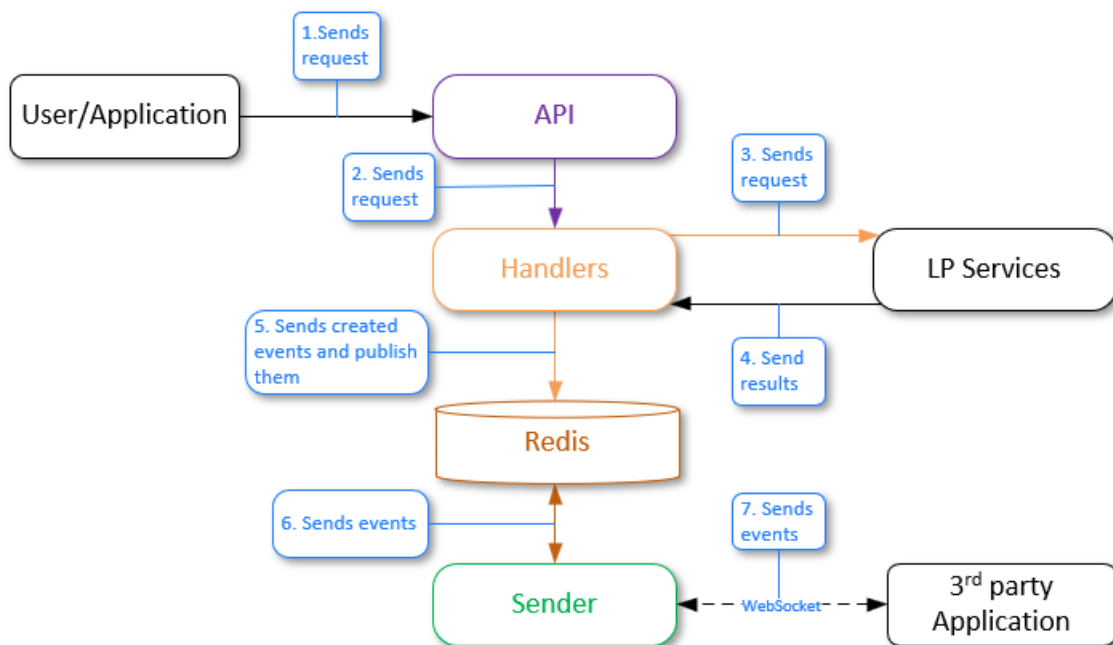 1.Sends
request
User/Application
API
2. Sends
request
3. Sends
request
Handlers
LP Services
5. Sends created
events and publish
them
4. Send
results
Redis
6. Sends events
7. Sends
events
Sender
WebSocket
3rd party
Application